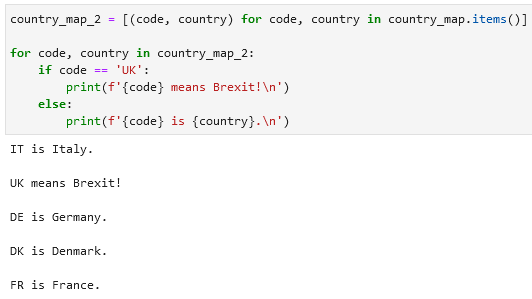 country_map_2 = [(code, country) for code, country in country_map.items()]
for code, country in country_map_2:
    if code == 'UK':
        print(f'{code} means Brexit!\n')
    else:
        print(f'{code} is {country}.\n')
IT is Italy.
UK means Brexit!
DE is Germany.
DK is Denmark.
FR is France.